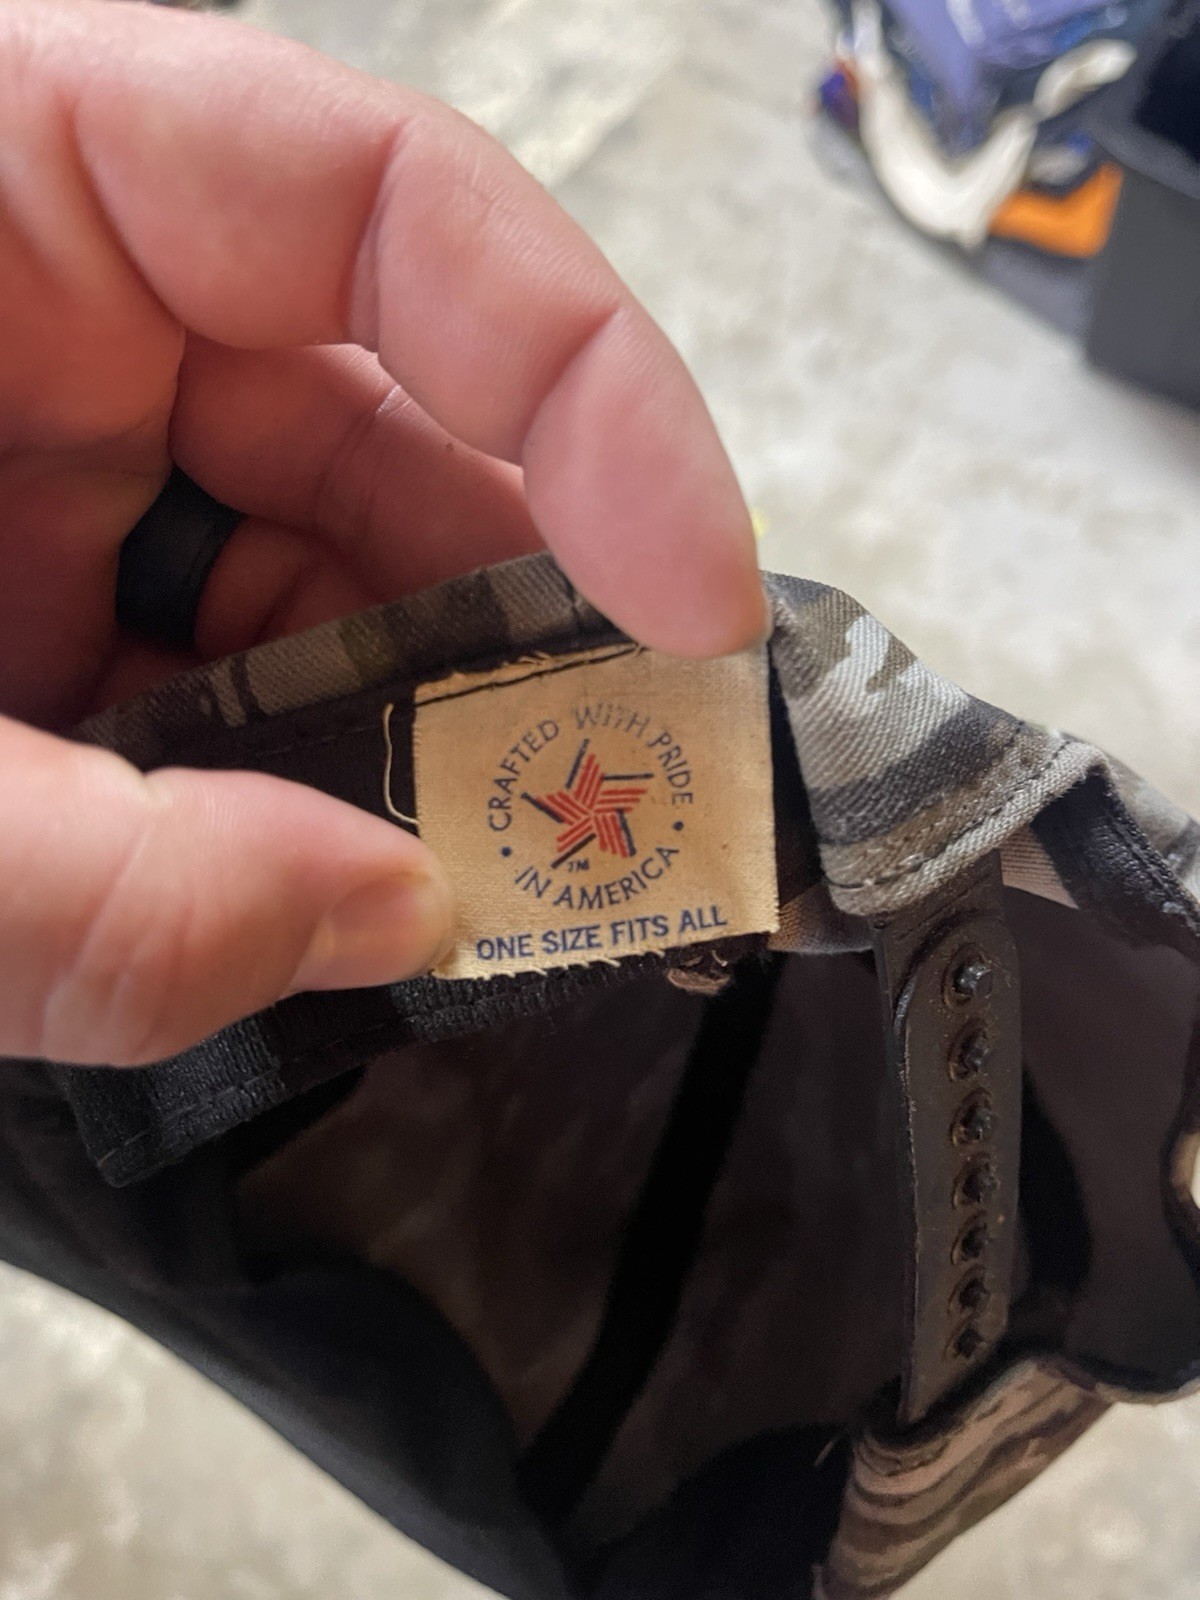 CRAFTED WITH PRIDE
• IN AMERICA •
TM
ONE SIZE FITS ALL